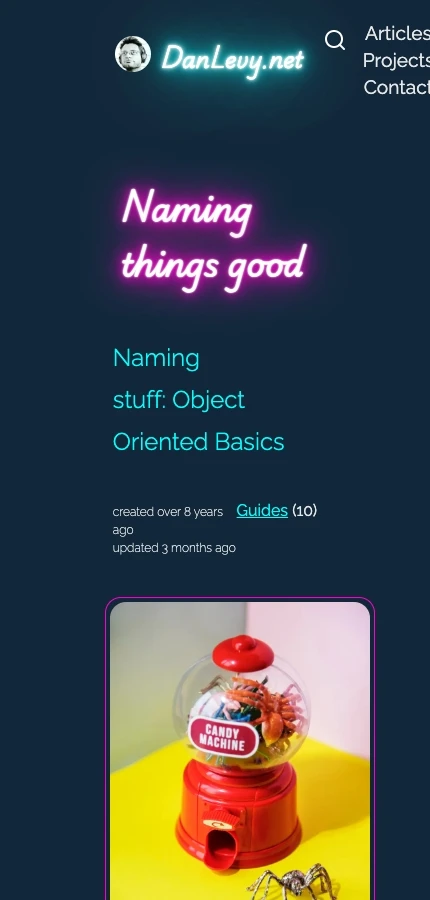 DanLevy.net
Articles
Projects
Contact
Naming
things good
Naming
stuff: Object
Oriented Basics
created over 8 years
ago
updated 3 months ago
Guides (10)
CANDY
MACHINE